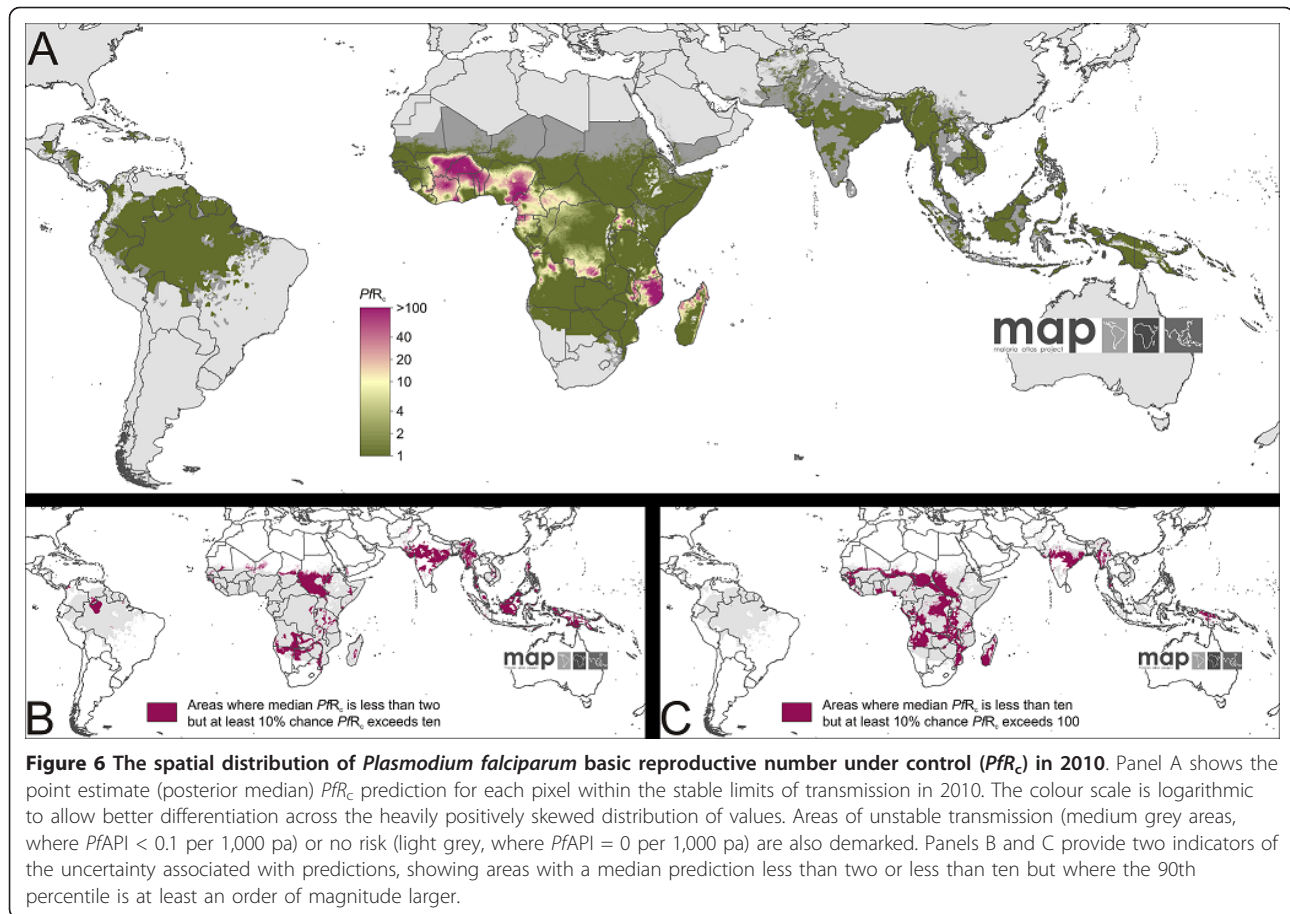 A
PfRc
>100
40
20
10
4
2
1
map
malaria atlas project
B
Areas where median PfRc is less than two
but at least 10% chance PfRc exceeds ten
map
C
Areas where median PfRc is less than ten
but at least 10% chance PfRc exceeds 100
map
Figure 6 The spatial distribution of Plasmodium falciparum basic reproductive number under control (PfRc) in 2010. Panel A shows the
point estimate (posterior median) PfRc prediction for each pixel within the stable limits of transmission in 2010. The colour scale is logarithmic
to allow better differentiation across the heavily positively skewed distribution of values. Areas of unstable transmission (medium grey areas,
where PfAPI < 0.1 per 1,000 pa) or no risk (light grey, where PfAPI = 0 per 1,000 pa) are also demarked. Panels B and C provide two indicators of
the uncertainty associated with predictions, showing areas with a median prediction less than two or less than ten but where the 90th
percentile is at least an order of magnitude larger.